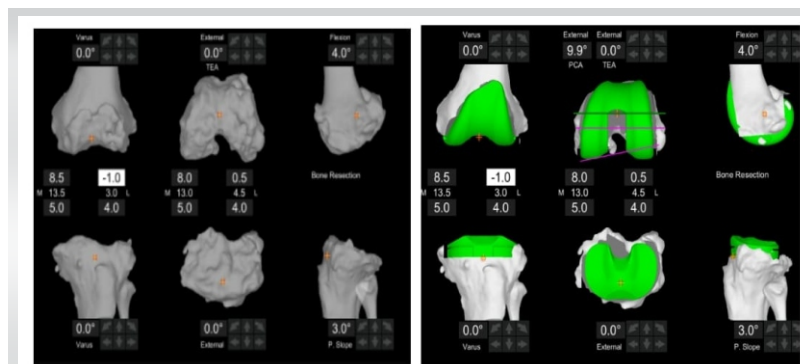 Varus
0.0°
External
0.0°
TEA
Flexion
4.0°
8.5
-1.0
8.0
0.5
Bone Resection
M 13.5 3.0 L
13.0 4.5
5.0
4.0
5.0
4.0
0.0°
Varus
0.0°
External
3.0°
P. Slope
Varus
0.0°
External
9.9°
PCA
External
0.0°
TEA
Flexion
4.0°
8.5
-1.0
8.0
0.5
Bone Resection
M 13.5 3.0 L
13.0 4.5
5.0
4.0
5.0
4.0
0.0°
Varus
0.0°
External
3.0°
P. Slope